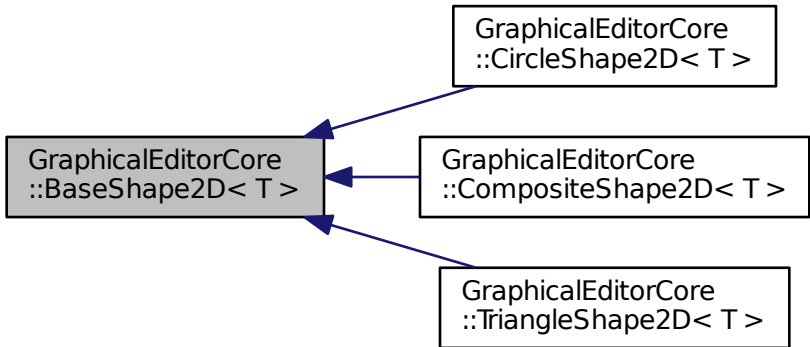 GraphicalEditorCore
::CircleShape2D< T >
GraphicalEditorCore
::BaseShape2D< T >
GraphicalEditorCore
::CompositeShape2D< T >
GraphicalEditorCore
::TriangleShape2D< T >